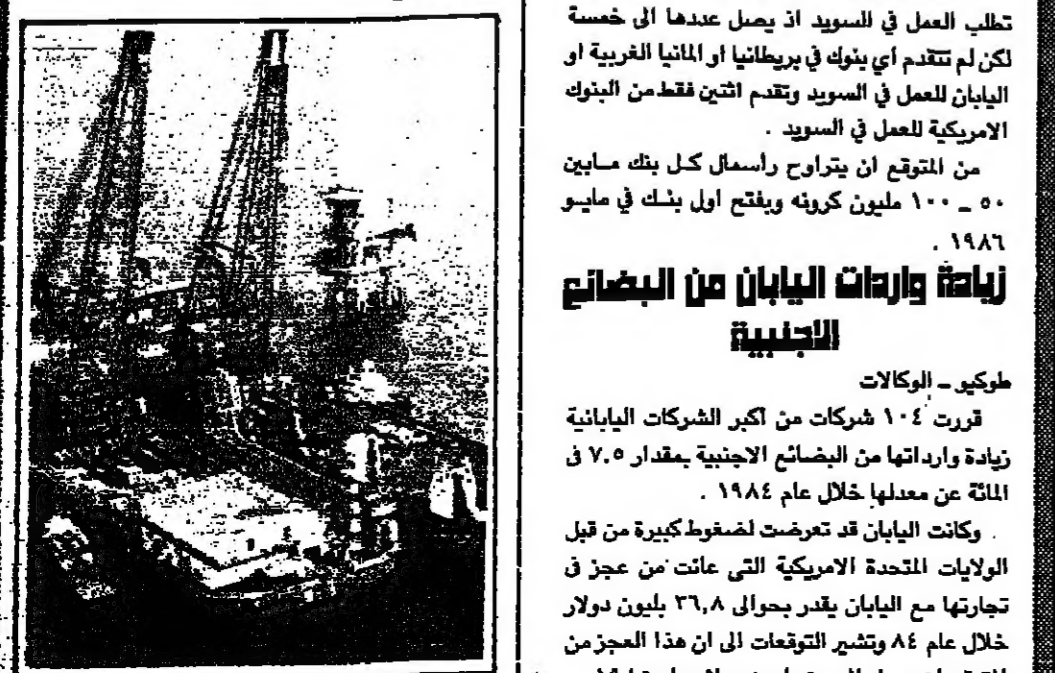 تطلب العمل في السويد اذ يصل عددها الى خمسة
لكن لم تتقدم أي بنوك في بريطانيا او المانيا الغربية او
اليابان للعمل في السويد وتقدم اثنين فقط من البنوك
الامريكية للعمل في السويد .
من المتوقع ان يتراوح رأسمال كل بنك مابين
٥٠ _ ١٠٠ مليون كرونه ويفتح اول بنك في مايو
١٩٨٦ .
زيادة واردات اليابان من البضائع
الاجنبية
طوكيو _ الوكالات
قررت ١٠٤ شركات من اكبر الشركات اليابانية
زيادة وارداتها من البضائع الاجنبية بمقدار ٧.٥ فى
المائة عن معدلها خلال عام ١٩٨٤ .
وكانت اليابان قد تعرضت لضغوط كبيرة من قبل
الولايات المتحدة الامريكية التى عانت من عجز فى
تجارتها مع اليابان يقدر بحوالى ٣٦,٨ بليون دولار
خلال عام ٨٤ وتشير التوقعات الى ان هذا العجز من